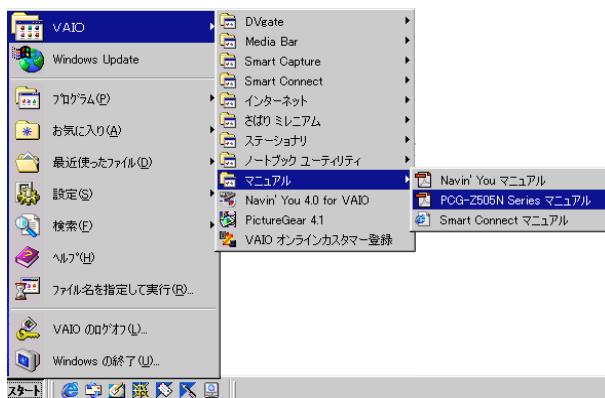 VAIO
Windows Update
プログラム(P)
お気に入り(A)
最近使ったファイル(D)
設定(S)
検索(F)
ヘルプ(H)
ファイル名を指定して実行(R)...
VAIO のログオフ(L)...
Windows の終了(U)...
スタート
DVgate
Media Bar
Smart Capture
Smart Connect
インターネット
さぱり ミレニアム
ステーショナリ
ノートブック ユーティリティ
マニュアル
Navin' You 4.0 for VAIO
PictureGear 4.1
VAIO オンラインカスタマー登録
Navin' You マニュアル
PCG-Z505N Series マニュアル
Smart Connect マニュアル